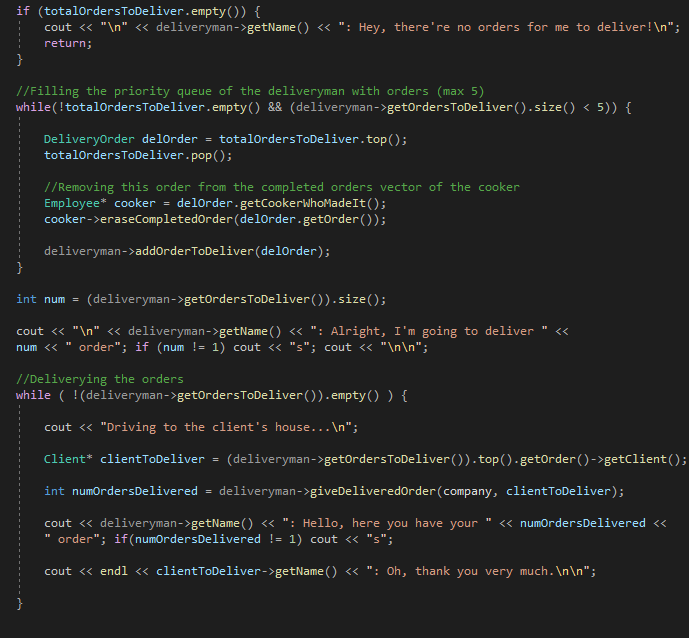 if (totalOrdersToDeliver.empty()) {
cout << "\n" << deliveryman->getName() << ": Hey, there're no orders for me to deliver!\n";
return;
}
//Filling the priority queue of the deliveryman with orders (max 5)
while(!totalOrdersToDeliver.empty() && (deliveryman->getOrdersToDeliver().size() < 5)) {
DeliveryOrder delOrder = totalOrdersToDeliver.top();
totalOrdersToDeliver.pop();
//Removing this order from the completed orders vector of the cooker
Employee* cooker = delOrder.getCookerWhoMadeIt();
cooker->eraseCompletedOrder(delOrder.getOrder());
deliveryman->addOrderToDeliver(delOrder);
}
int num = (deliveryman->getOrdersToDeliver()).size();
cout << "\n" << deliveryman->getName() << ": Alright, I'm going to deliver " <<
num << " order"; if (num != 1) cout << "s"; cout << "\n\n";
//Deliverying the orders
while ( !(deliveryman->getOrdersToDeliver()).empty() ) {
cout << "Driving to the client's house...\n";
Client* clientToDeliver = (deliveryman->getOrdersToDeliver()).top().getOrder()->getClient();
int numOrdersDelivered = deliveryman->giveDeliveredOrder(company, clientToDeliver);
cout << deliveryman->getName() << ": Hello, here you have your " << numOrdersDelivered <<
" order"; if(numOrdersDelivered != 1) cout << "s";
cout << endl << clientToDeliver->getName() << ": Oh, thank you very much.\n\n";
}